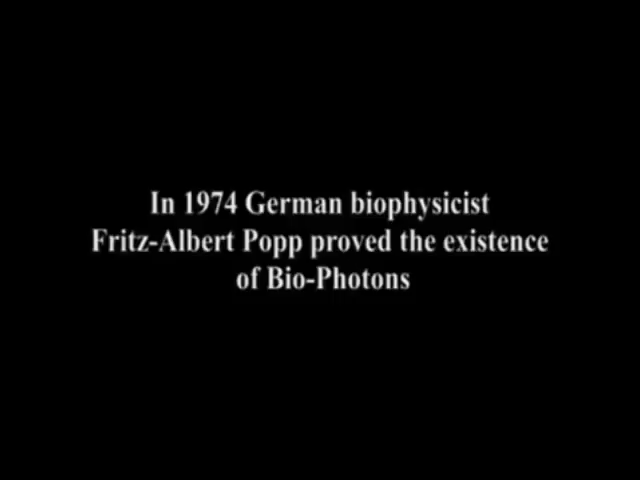 In 1974 German biophysicist
Fritz-Albert Popp proved the existence
of Bio-Photons